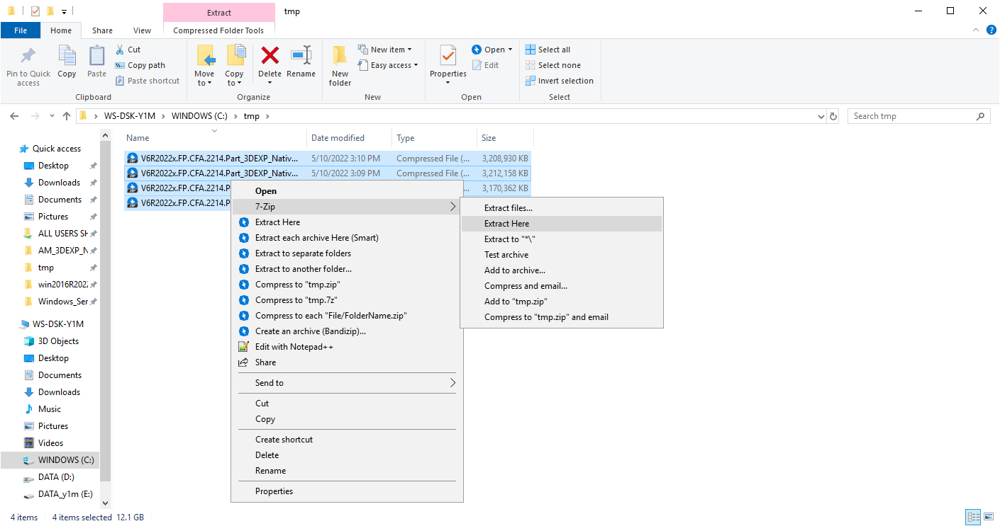 Extract
tmp
File
Home
Share
View
Compressed Folder Tools
Pin to Quick access
Copy
Paste
Cut
Copy path
Paste shortcut
Clipboard
Move to
Copy to
Delete
Rename
Organize
New folder
New item
Easy access
New
Properties
Open
Edit
Open
Select all
Select none
Invert selection
Select
WS-DSK-Y1M > WINDOWS (C:) > tmp >
Search tmp
Name
Date modified
Type
Size
V6R2022x.FP.CFA.2214.Part_3DEXP_Nativ... 5/10/2022 3:10 PM Compressed File (... 3,208,930 KB
V6R2022x.FP.CFA.2214.Part_3DEXP_Nativ... 5/10/2022 3:09 PM Compressed File (... 3,212,158 KB
V6R2022x.FP.CFA.2214.P ... 3,170,362 KB
V6R2022x.FP.CFA.2214.P
Quick access
Desktop
Downloads
Documents
Pictures
ALL USERS SH
AM_3DEXP_N
tmp
win2016R202
Windows_Ser
WS-DSK-Y1M
3D Objects
Desktop
Documents
Downloads
Music
Pictures
Videos
WINDOWS (C:)
DATA (D:)
DATA_y1m (E:)
Open
7-Zip
Extract Here
Extract each archive Here (Smart)
Extract to separate folders
Extract to another folder...
Compress to "tmp.zip"
Compress to "tmp.7z"
Compress to each "File/FolderName.zip"
Create an archive (Bandizip)...
Edit with Notepad++
Share
Send to
Cut
Copy
Create shortcut
Delete
Rename
Properties
Extract files...
Extract Here
Extract to "*\"
Test archive
Add to archive...
Compress and email...
Add to "tmp.zip"
Compress to "tmp.zip" and email
4 items
4 items selected 12.1 GB